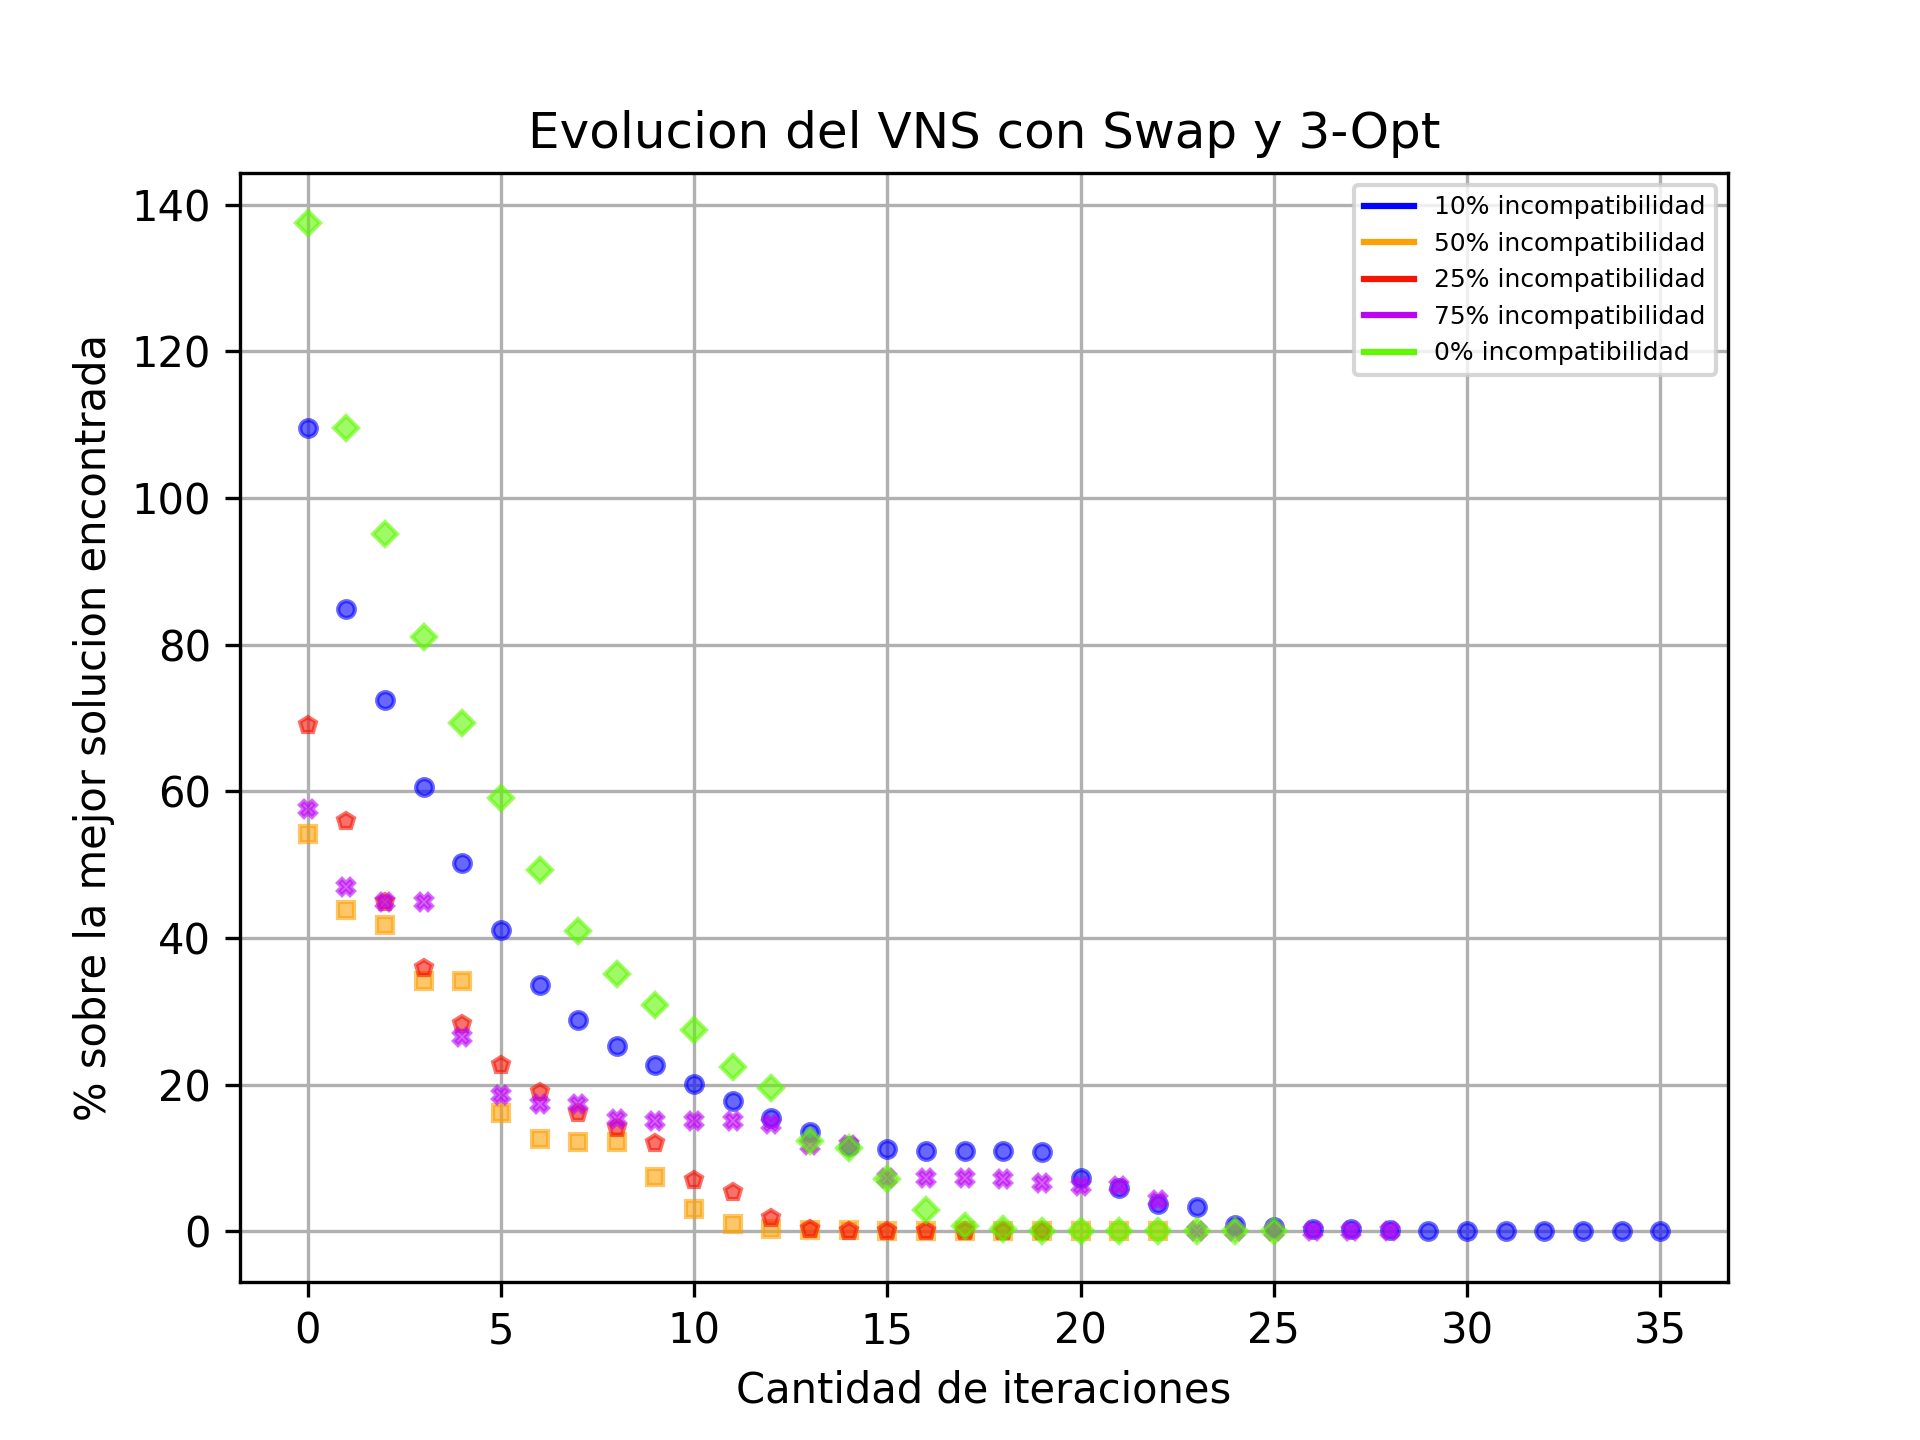 Evolucion del VNS con Swap y 3-Opt
% sobre la mejor solucion encontrada
140
120
100
80
60
40
20
0
10% incompatibilidad
50% incompatibilidad
25% incompatibilidad
75% incompatibilidad
0% incompatibilidad
0 5 10 15 20 25 30 35
Cantidad de iteraciones